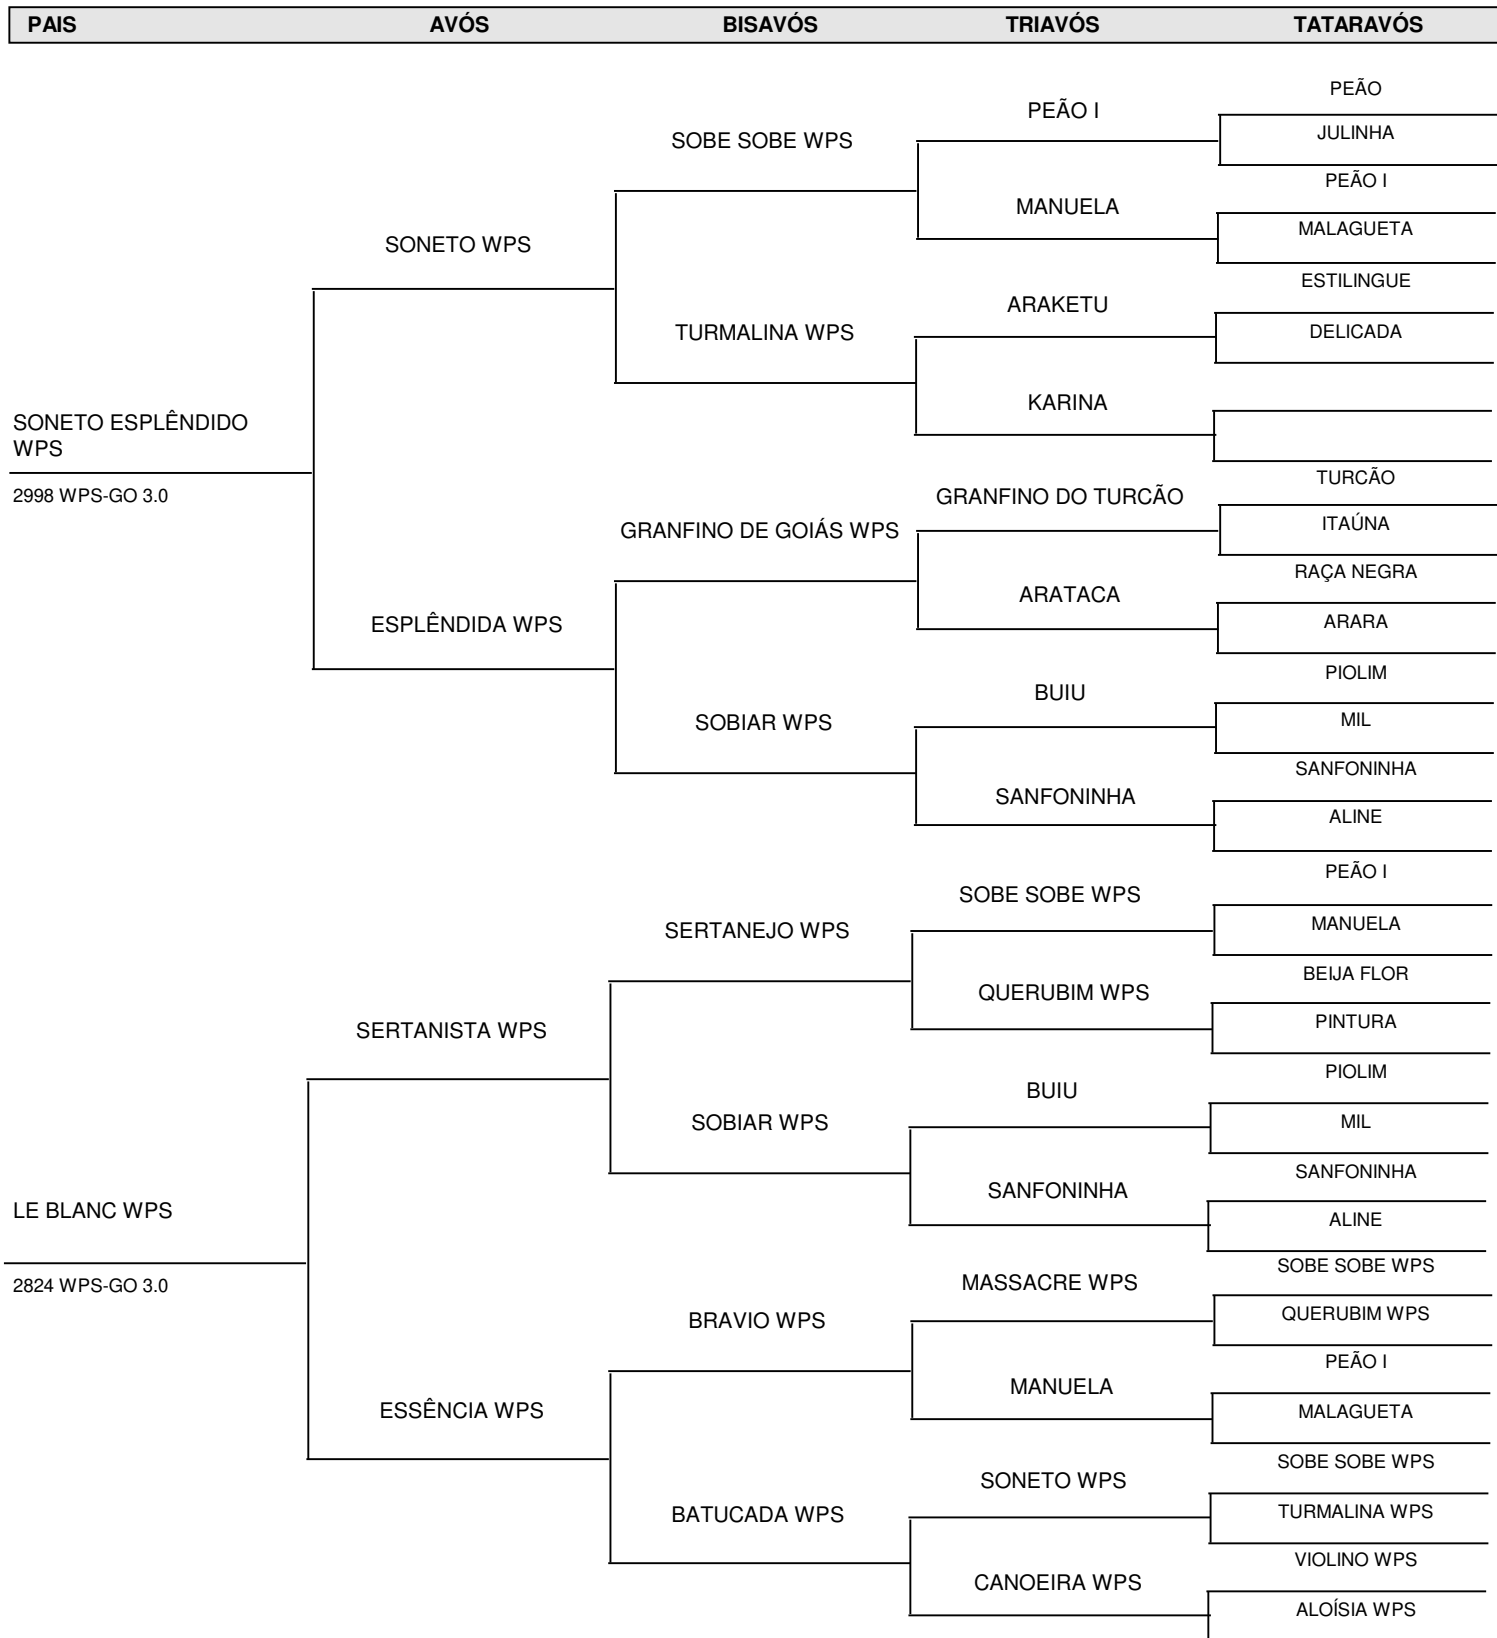 PAIS AVÓS BISAVÓS TRIAVÓS TATARAVÓS
PEÃO
PEÃO I
JULINHA
SOBE SOBE WPS
PEÃO I
MANUELA
MALAGUETA
SONETO WPS
ESTILINGUE
ARAKETU
TURMALINA WPS
DELICADA
KARINA
SONETO ESPLÊNDIDO
WPS
2998 WPS-GO 3.0
TURCÃO
GRANFINO DO TURCÃO
GRANFINO DE GOIÁS WPS
ITAÚNA
RAÇA NEGRA
ARATACA
ARARA
ESPLÊNDIDA WPS
PIOLIM
BUIU
SOBIAR WPS
MIL
SANFONINHA
SANFONINHA
ALINE
PEÃO I
SOBE SOBE WPS
SERTANEJO WPS
MANUELA
BEIJA FLOR
QUERUBIM WPS
PINTURA
SERTANISTA WPS
PIOLIM
BUIU
SOBIAR WPS
MIL
SANFONINHA
SANFONINHA
ALINE
LE BLANC WPS
2824 WPS-GO 3.0
SOBE SOBE WPS
MASSACRE WPS
BRAVIO WPS
QUERUBIM WPS
PEÃO I
MANUELA
MALAGUETA
ESSÊNCIA WPS
SOBE SOBE WPS
SONETO WPS
BATUCADA WPS
TURMALINA WPS
VIOLINO WPS
CANOEIRA WPS
ALOÍSIA WPS